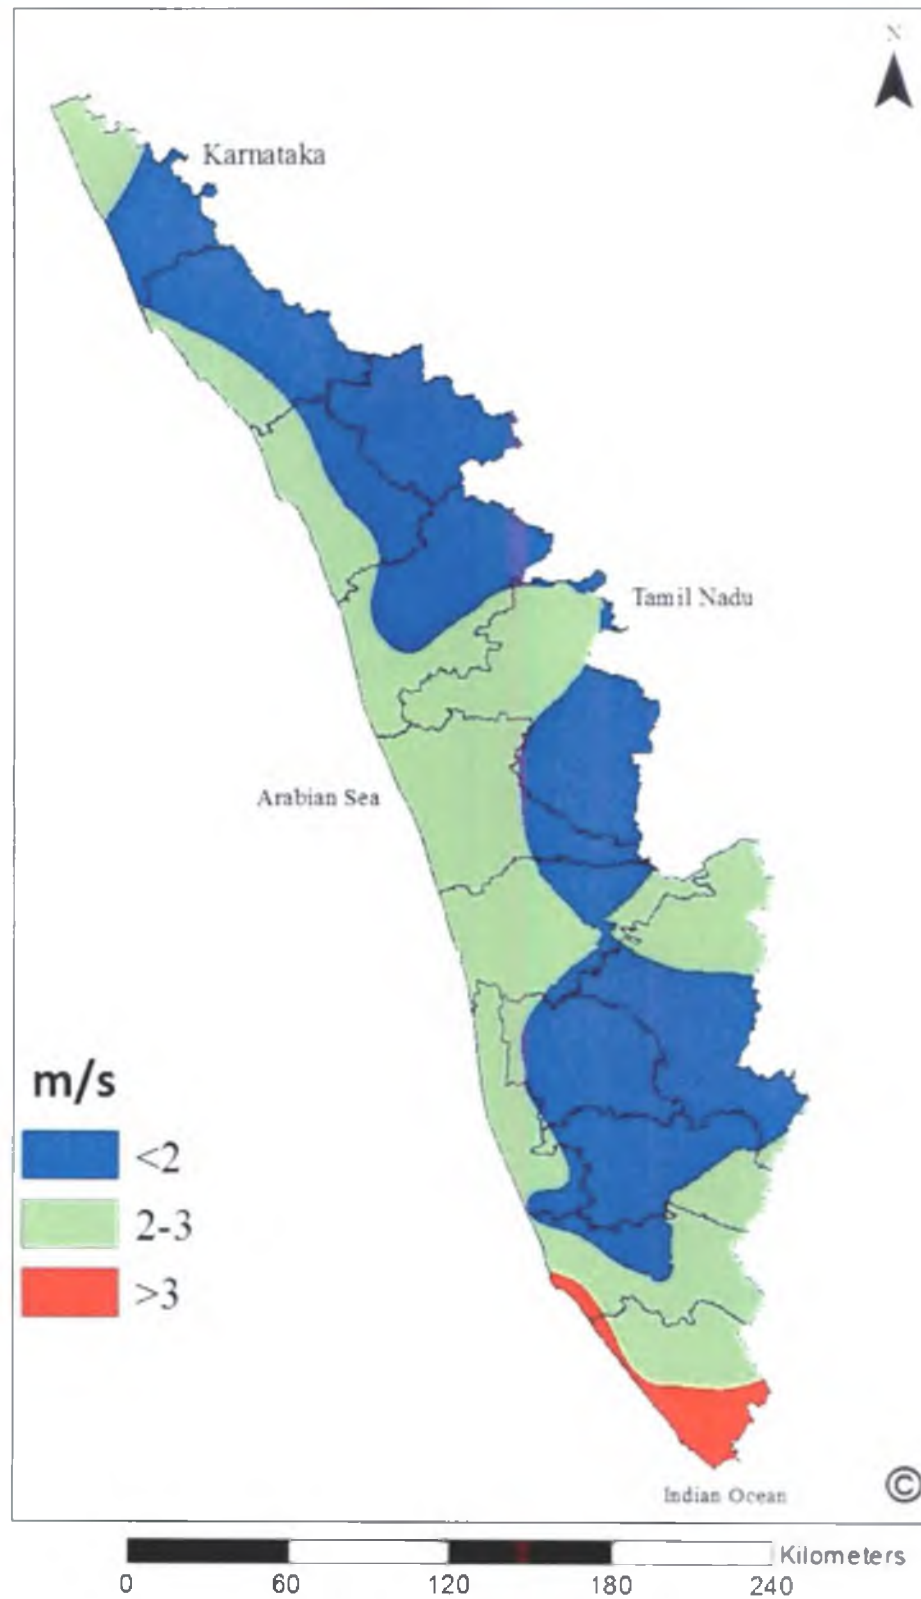 N
Karnataka
Tamil Nadu
Arabian Sea
m/s
<2
2-3
>3
Indian Ocean
©
Kilometers
0 60 120 180 240